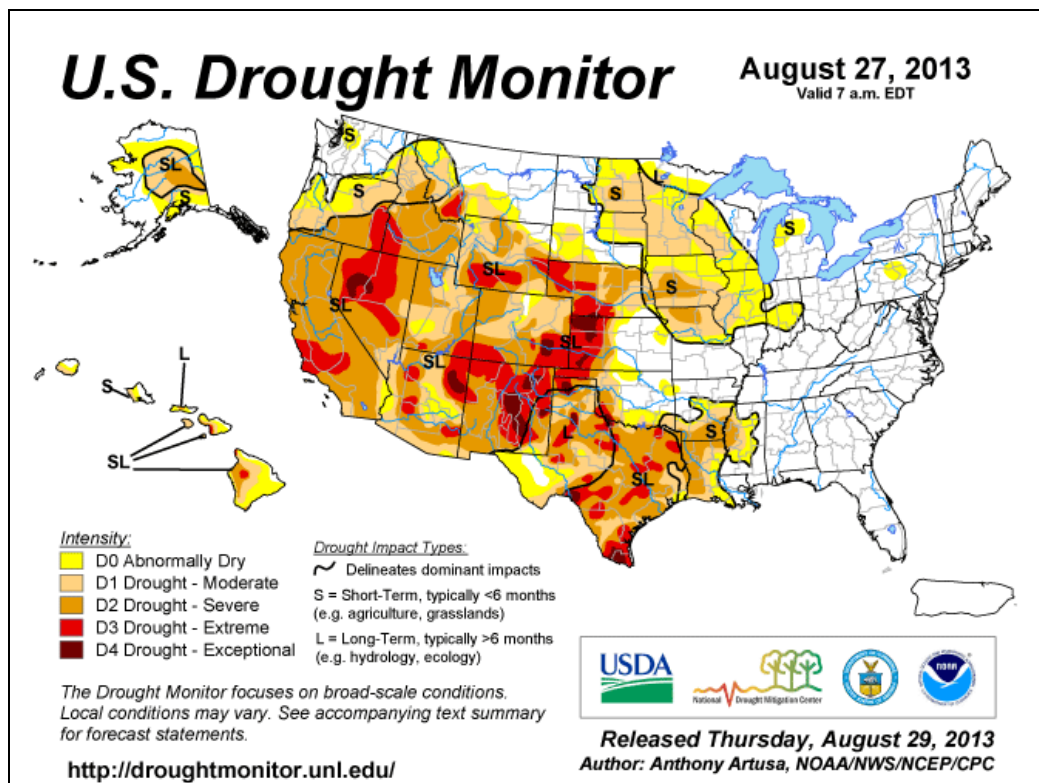 U.S. Drought Monitor
August 27, 2013
Valid 7 a.m. EDT
S
SL
S
S
L
S
S
SL
S
SL
SL
SL
L
S
SL
S
L
SL
SL
Intensity:
D0 Abnormally Dry
D1 Drought - Moderate
D2 Drought - Severe
D3 Drought - Extreme
D4 Drought - Exceptional
Drought Impact Types:
Delineates dominant impacts
S = Short-Term, typically <6 months
(e.g. agriculture, grasslands)
L = Long-Term, typically >6 months
(e.g. hydrology, ecology)
The Drought Monitor focuses on broad-scale conditions.
Local conditions may vary. See accompanying text summary
for forecast statements.
http://droughtmonitor.unl.edu/
USDA
National Drought Mitigation Center
NOAA
Released Thursday, August 29, 2013
Author: Anthony Artusa, NOAA/NWS/NCEP/CPC